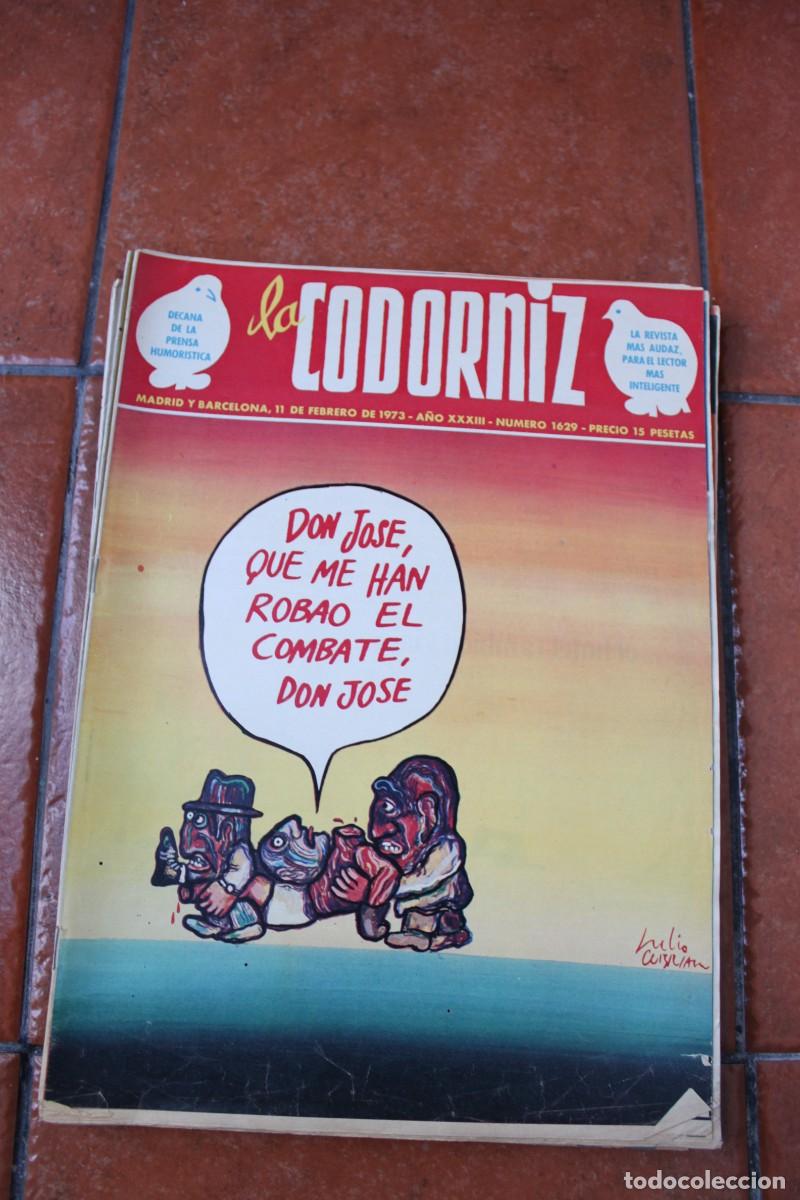 DECANA
DE LA
PRENSA
HUMORISTICA
la CODORNIZ
LA REVISTA
MAS AUDAZ,
PARA EL LECTOR
MAS
INTELIGENTE
MADRID Y BARCELONA, 11 DE FEBRERO DE 1973 - AÑO XXXIII - NUMERO 1629 - PRECIO 15 PESETAS
DON JOSE,
QUE ME HAN
ROBAO EL
COMBATE,
DON JOSE
Julio
CEBRIAN
todocoleccion